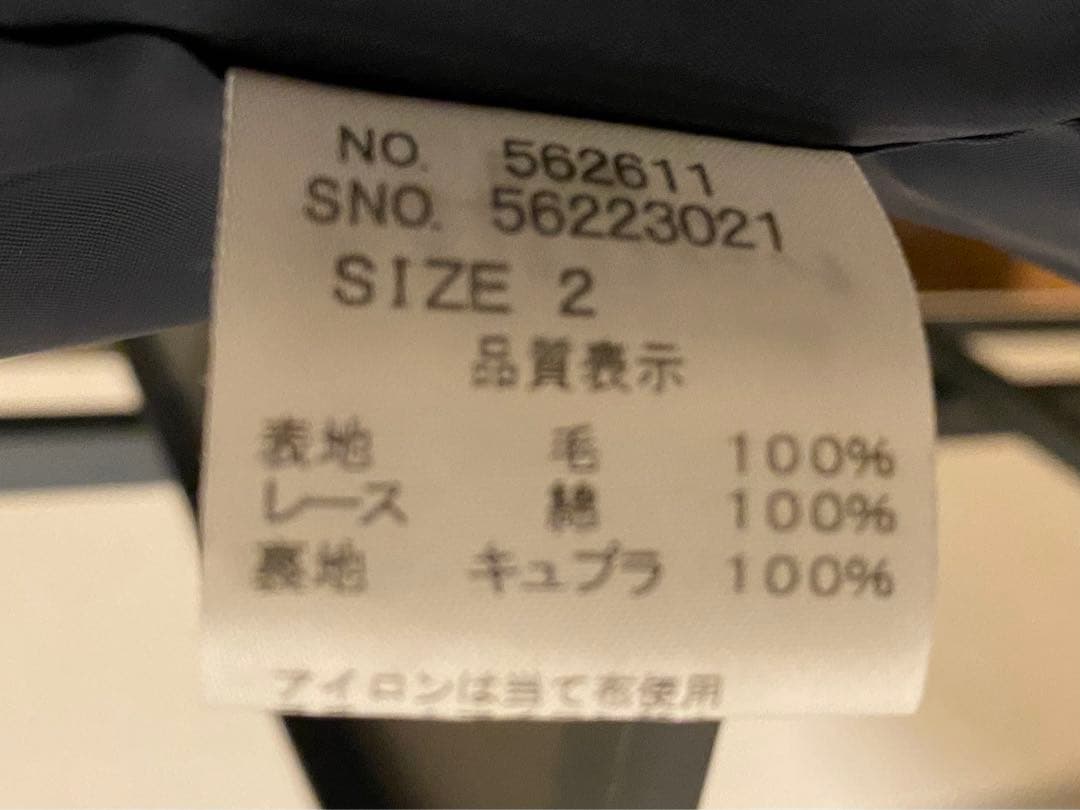 NO. 562611
SNO. 56223021
SIZE 2
品質表示
表地 毛 100%
レース 綿 100%
裏地 キュプラ 100%
アイロンは当て布使用